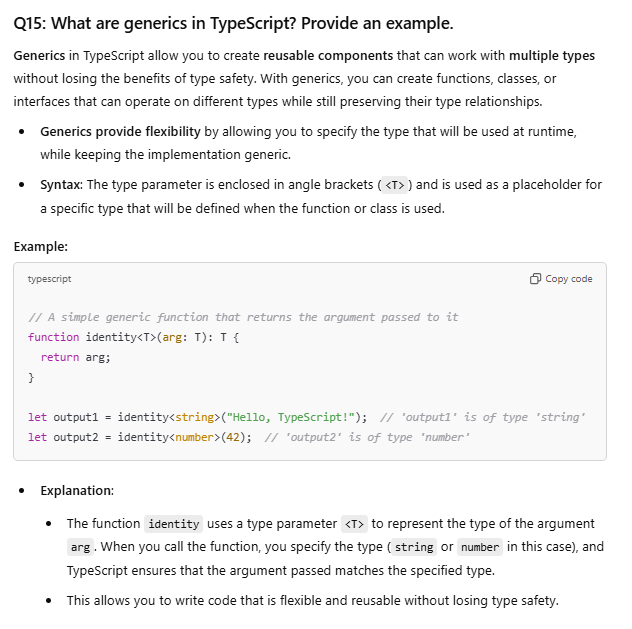 Q15: What are generics in TypeScript? Provide an example.
Generics in TypeScript allow you to create reusable components that can work with multiple types
without losing the benefits of type safety. With generics, you can create functions, classes, or
interfaces that can operate on different types while still preserving their type relationships.
• Generics provide flexibility by allowing you to specify the type that will be used at runtime,
while keeping the implementation generic.
• Syntax: The type parameter is enclosed in angle brackets ( <T> ) and is used as a placeholder for
a specific type that will be defined when the function or class is used.
Example:
typescript Copy code
// A simple generic function that returns the argument passed to it
function identity<T>(arg: T): T {
  return arg;
}
let output1 = identity<string>("Hello, TypeScript!");  // 'output1' is of type 'string'
let output2 = identity<number>(42);  // 'output2' is of type 'number'
• Explanation:
• The function identity uses a type parameter <T> to represent the type of the argument
arg . When you call the function, you specify the type ( string or number in this case), and
TypeScript ensures that the argument passed matches the specified type.
• This allows you to write code that is flexible and reusable without losing type safety.